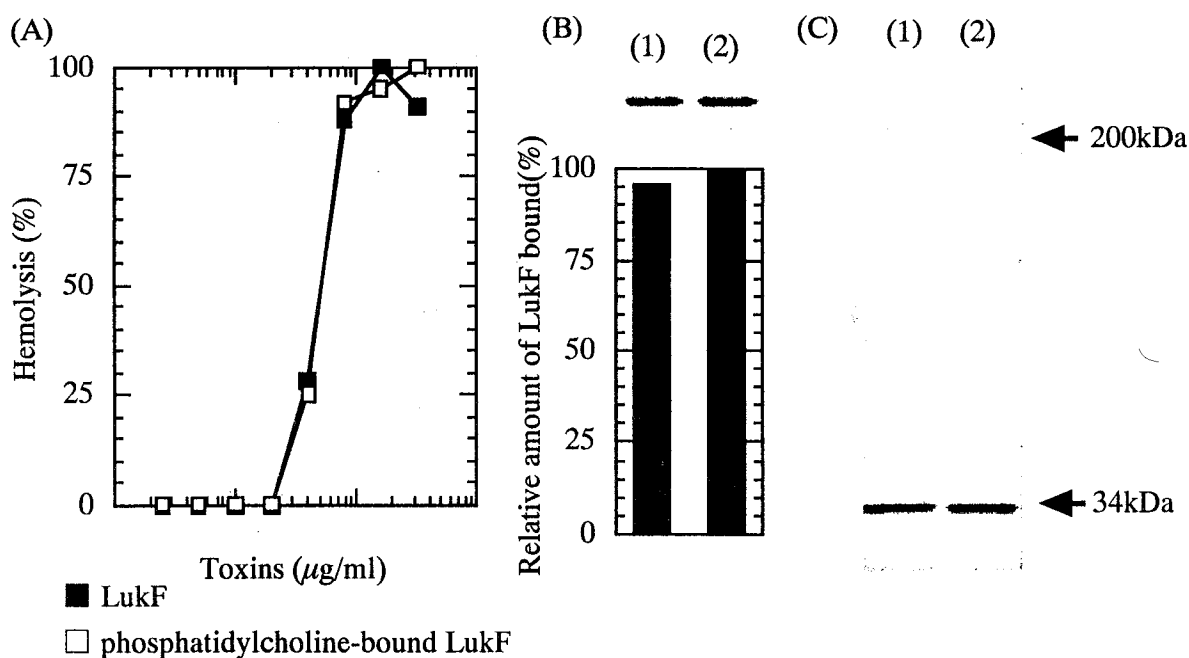 (A)
100
75
50
25
0
Hemolysis (%)
Toxins (μg/ml)
■ LukF
□ phosphatidylcholine-bound LukF
(B)
(1) (2)
100
75
50
25
0
Relative amount of LukF bound(%)
(C)
(1) (2)
200kDa
34kDa